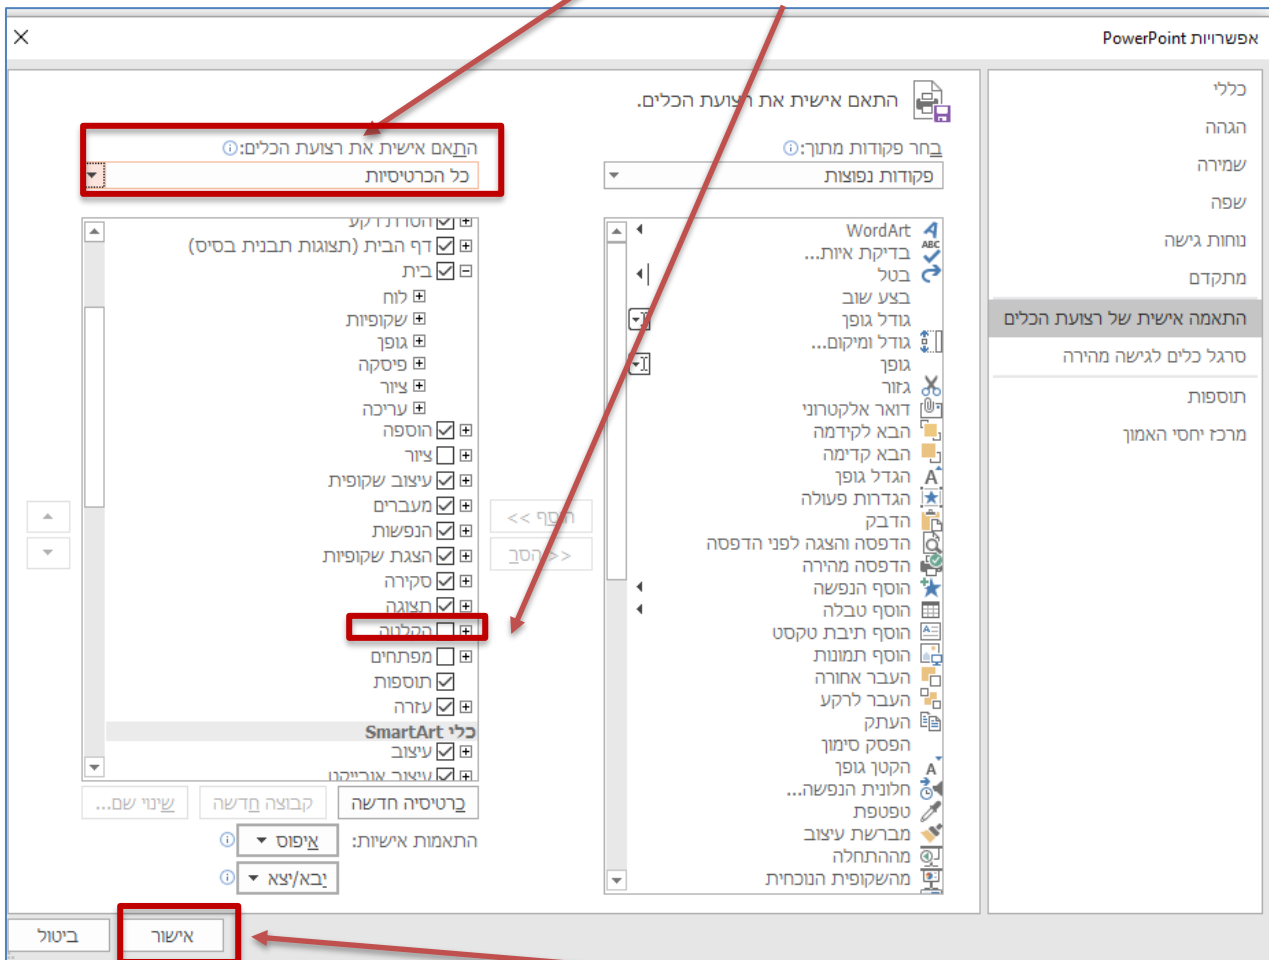 אפשרויות PowerPoint
כללי
הגהה
שמירה
שפה
נוחות גישה
מתקדם
התאמה אישית של רצועת הכלים
סרגל כלים לגישה מהירה
תוספות
מרכז יחסי האמון
התאם אישית את רצועת הכלים.
בחר פקודות מתוך:
פקודות נפוצות
WordArt
בדיקת איות...
בטל
בצע שוב
גודל גופן
גודל ומיקום...
גופן
גזור
דואר אלקטרוני
הבא לקידמה
הבא קדימה
הגדל גופן
הגדרות פעולה
הדבק
הדפסה והצגה לפני הדפסה
הדפסה מהירה
הוסף הנפשה
הוסף טבלה
הוסף תיבת טקסט
הוסף תמונות
העבר אחורה
העבר לרקע
העתק
הפסק סימון
הקטן גופן
חלונית הנפשה...
טפטפת
מברשת עיצוב
מההתחלה
מהשקופית הנוכחית
הוסף >>
<< הסר
התאם אישית את רצועת הכלים:
כל הכרטיסיות
הסרת רקע
דף הבית (תצוגות תבנית בסיס)
בית
לוח
שקופיות
גופן
פיסקה
ציור
עריכה
הוספה
ציור
עיצוב שקופית
מעברים
הנפשות
הצגת שקופיות
סקירה
תצוגה
הקלטה
מפתחים
תוספות
עזרה
כלי SmartArt
עיצוב
עיצוב אובייקט
כרטיסיה חדשה
קבוצה חדשה
שינוי שם...
התאמות אישיות:
איפוס
יבא/יצא
אישור
ביטול